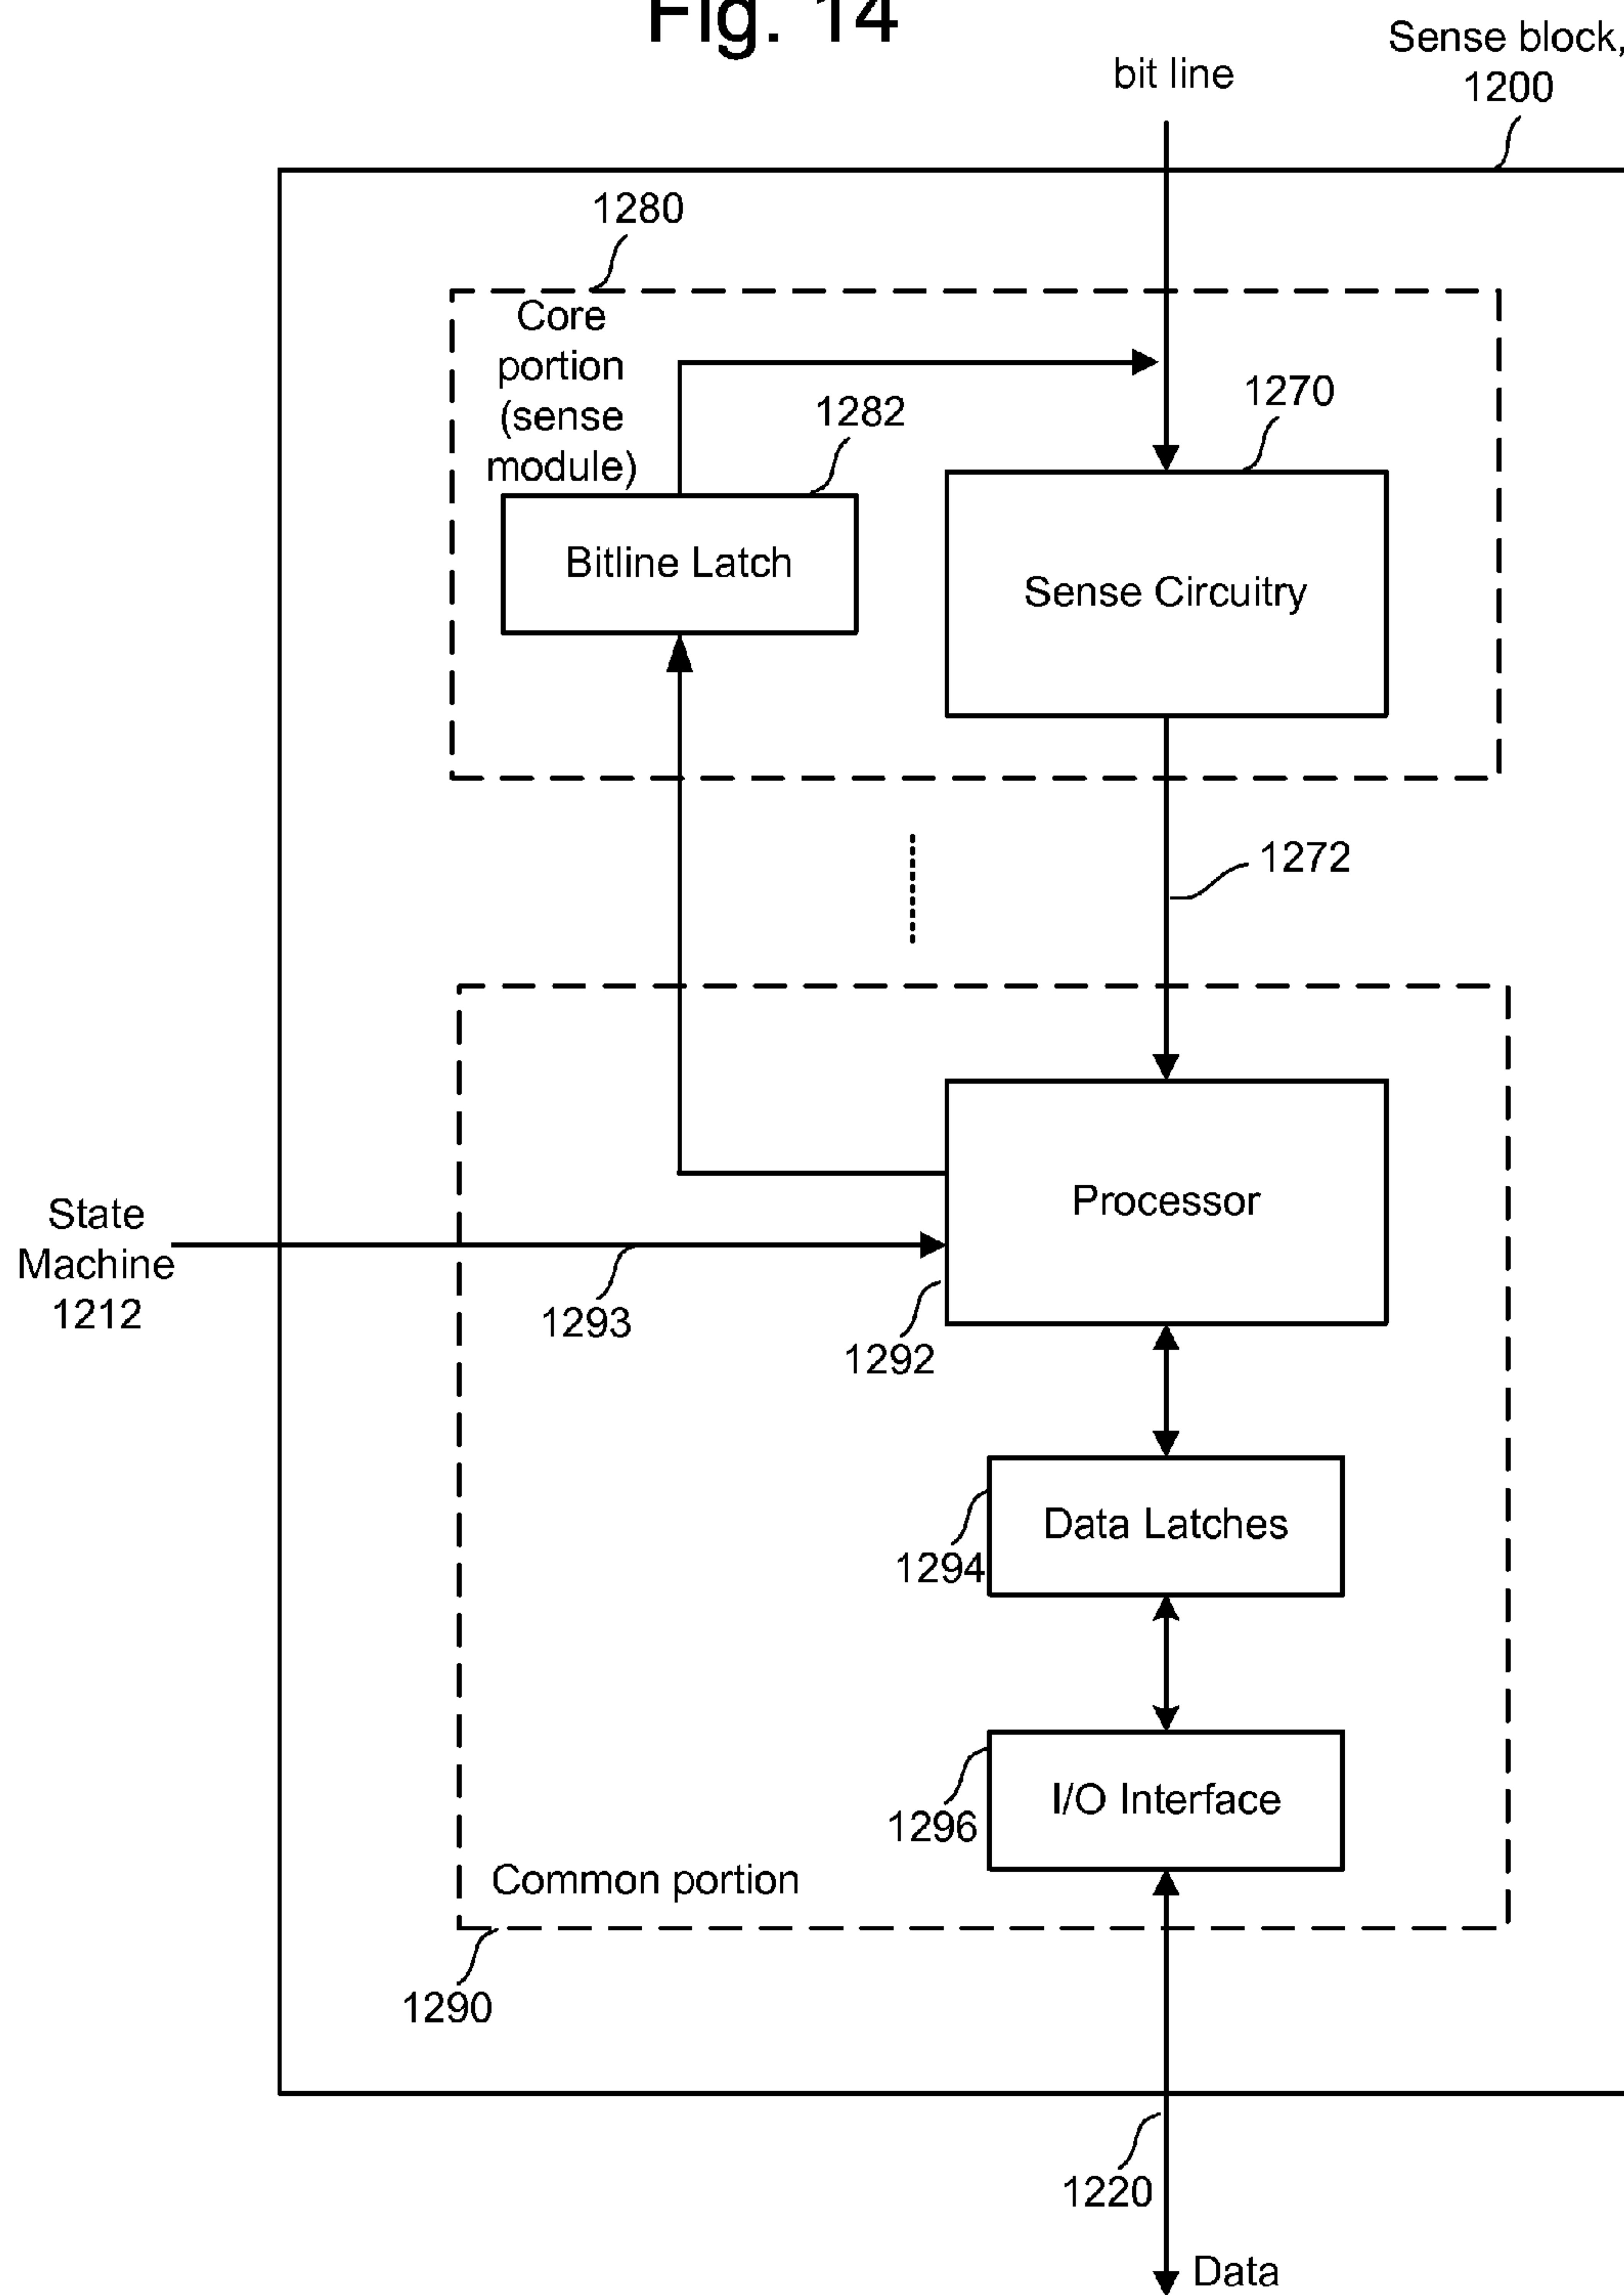 Fig. 14
Sense block,
1200
bit line
1280
Core
portion
(sense
module)
1282
1270
Bitline Latch
Sense Circuitry
1272
Processor
State
Machine
1212
1293
1292
Data Latches
1294
I/O Interface
1296
Common portion
1290
1220
Data